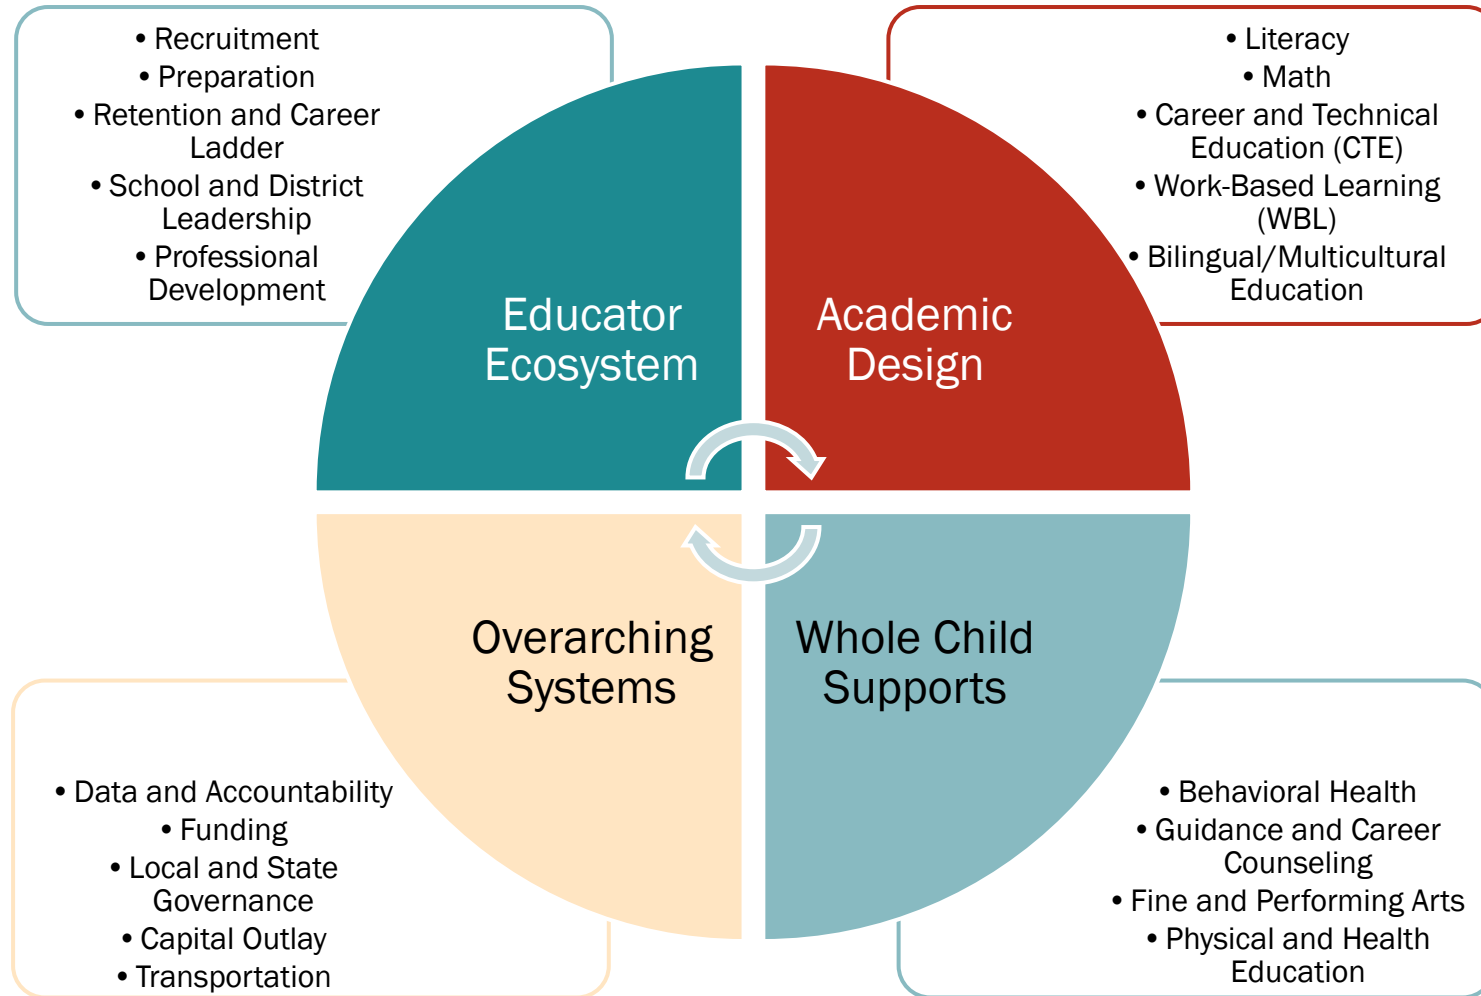 • Recruitment
• Preparation
• Retention and Career
Ladder
• School and District
Leadership
• Professional
Development
• Literacy
• Math
• Career and Technical
Education (CTE)
• Work-Based Learning
(WBL)
• Bilingual/Multicultural
Education
Educator
Ecosystem
Academic
Design
Overarching
Systems
Whole Child
Supports
• Data and Accountability
• Funding
• Local and State
Governance
• Capital Outlay
• Transportation
• Behavioral Health
• Guidance and Career
Counseling
• Fine and Performing Arts
• Physical and Health
Education